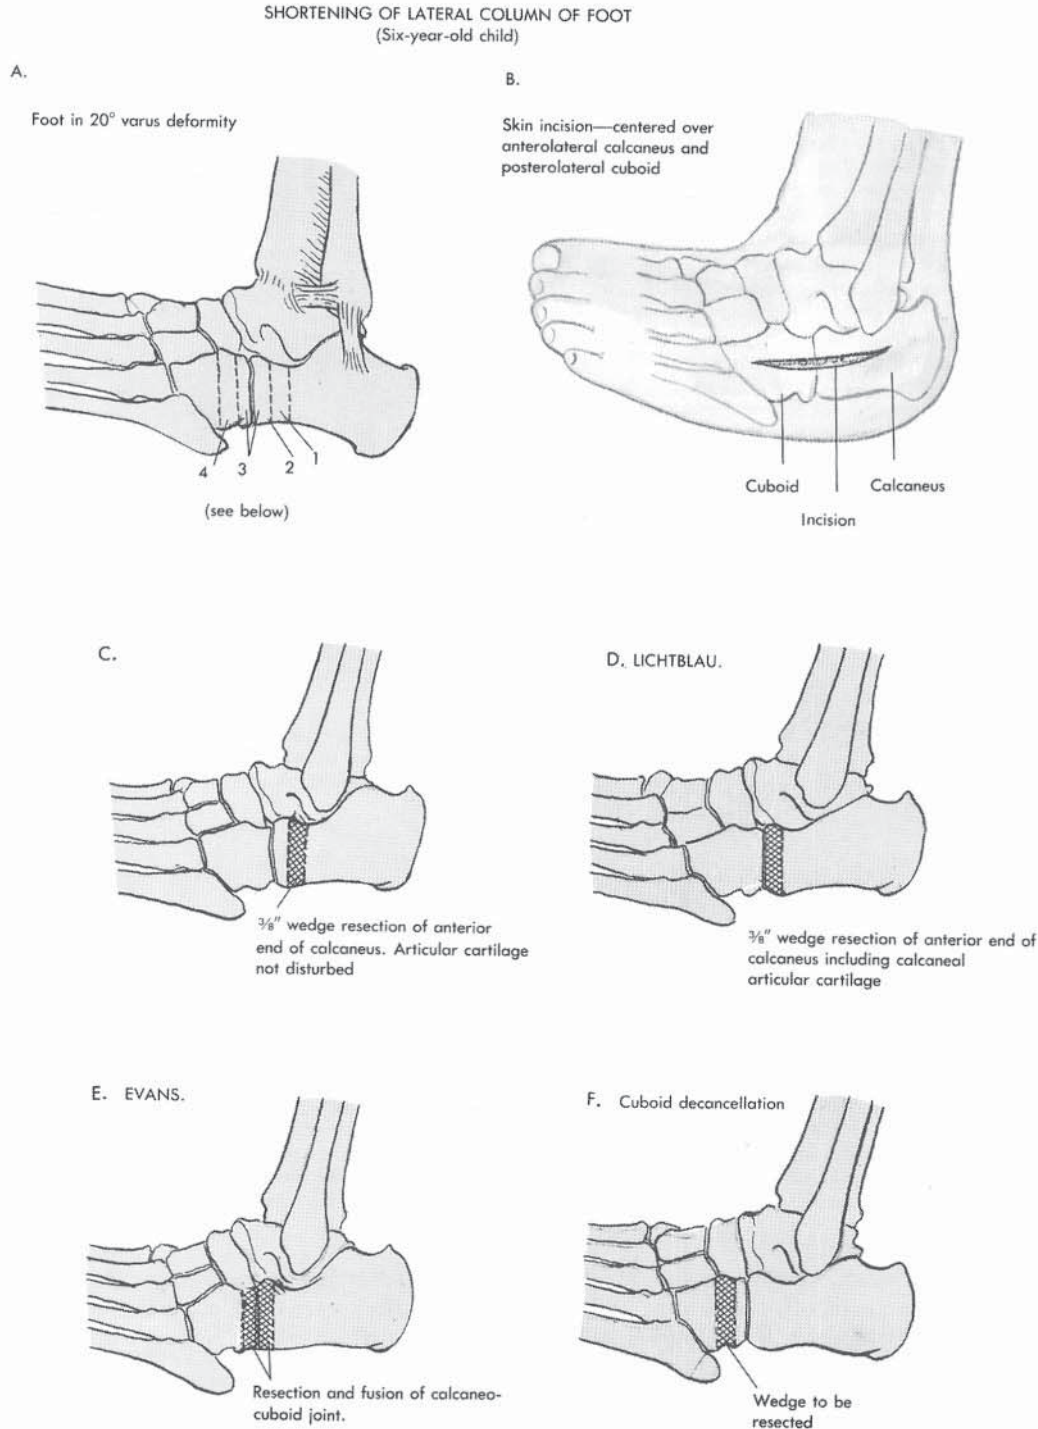 SHORTENING OF LATERAL COLUMN OF FOOT
(Six-year-old child)
A.
Foot in 20° varus deformity
4 3 2 1
(see below)
B.
Skin incision—centered over
anterolateral calcaneus and
posterolateral cuboid
Cuboid
Calcaneus
Incision
C.
⅜" wedge resection of anterior
end of calcaneus. Articular cartilage
not disturbed
D. LICHTBLAU.
⅜" wedge resection of anterior end of
calcaneus including calcaneal
articular cartilage
E. EVANS.
Resection and fusion of calcaneo-
cuboid joint.
F. Cuboid decancellation
Wedge to be
resected